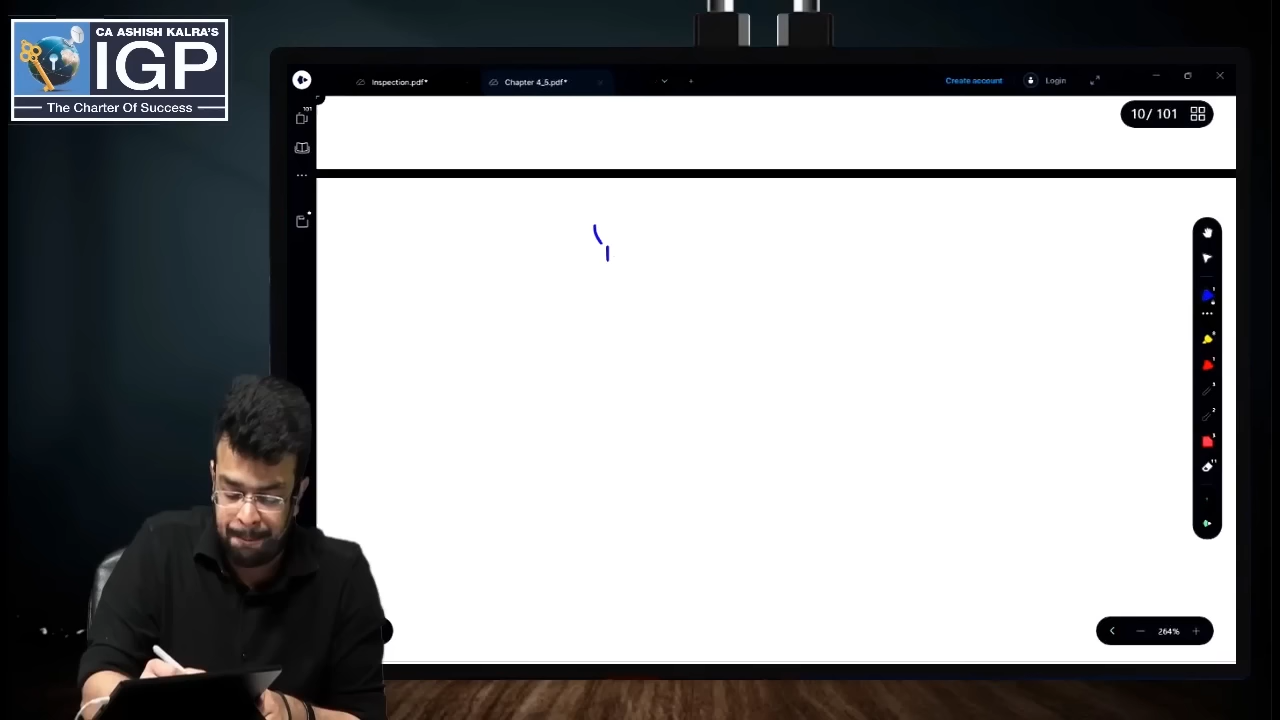 CA ASHISH KALRA'S
IGP
The Charter Of Success
Inspection.pdf*
Chapter 4_5.pdf*
Create account
Login
101
10/ 101
264%